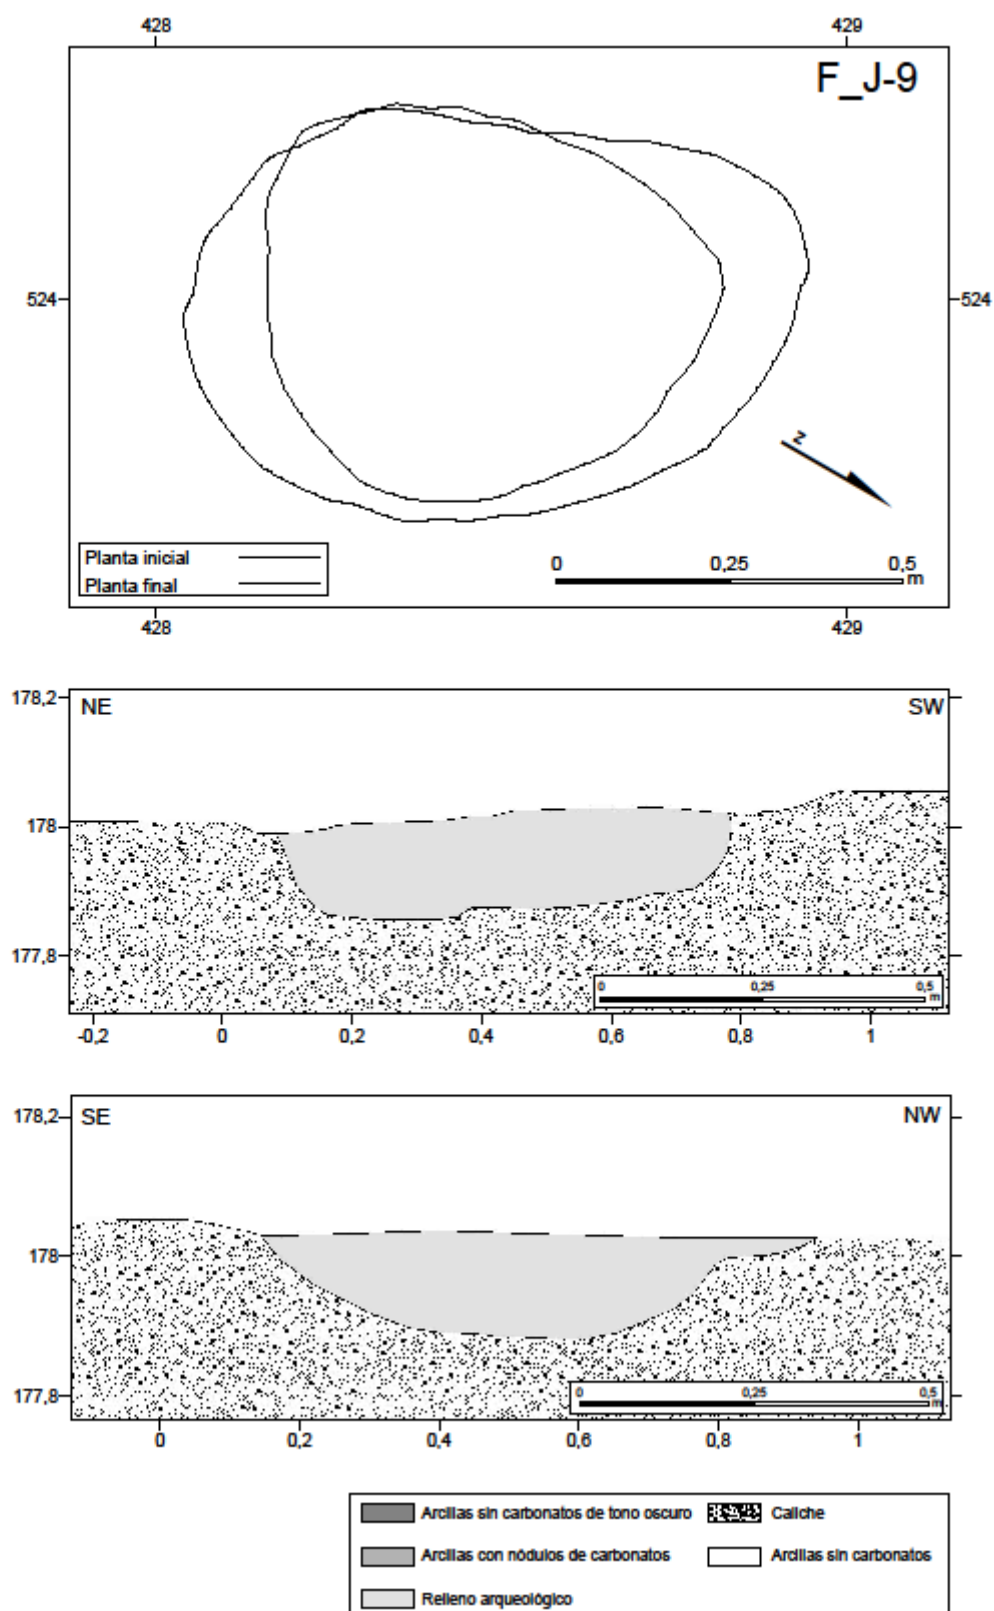 428 429
F_J-9
524 524
z
Planta inicial
Planta final
0 0,25 0,5
m
428 429
178,2
NE SW
178
177,8
0 0,25 0,5
m
-0,2 0 0,2 0,4 0,6 0,8 1
178,2
SE NW
178
177,8
0 0,25 0,5
m
0 0,2 0,4 0,6 0,8 1
Arcillas sin carbonatos de tono oscuro Caliche
Arcillas con nódulos de carbonatos Arcillas sin carbonatos
Relleno arqueológico